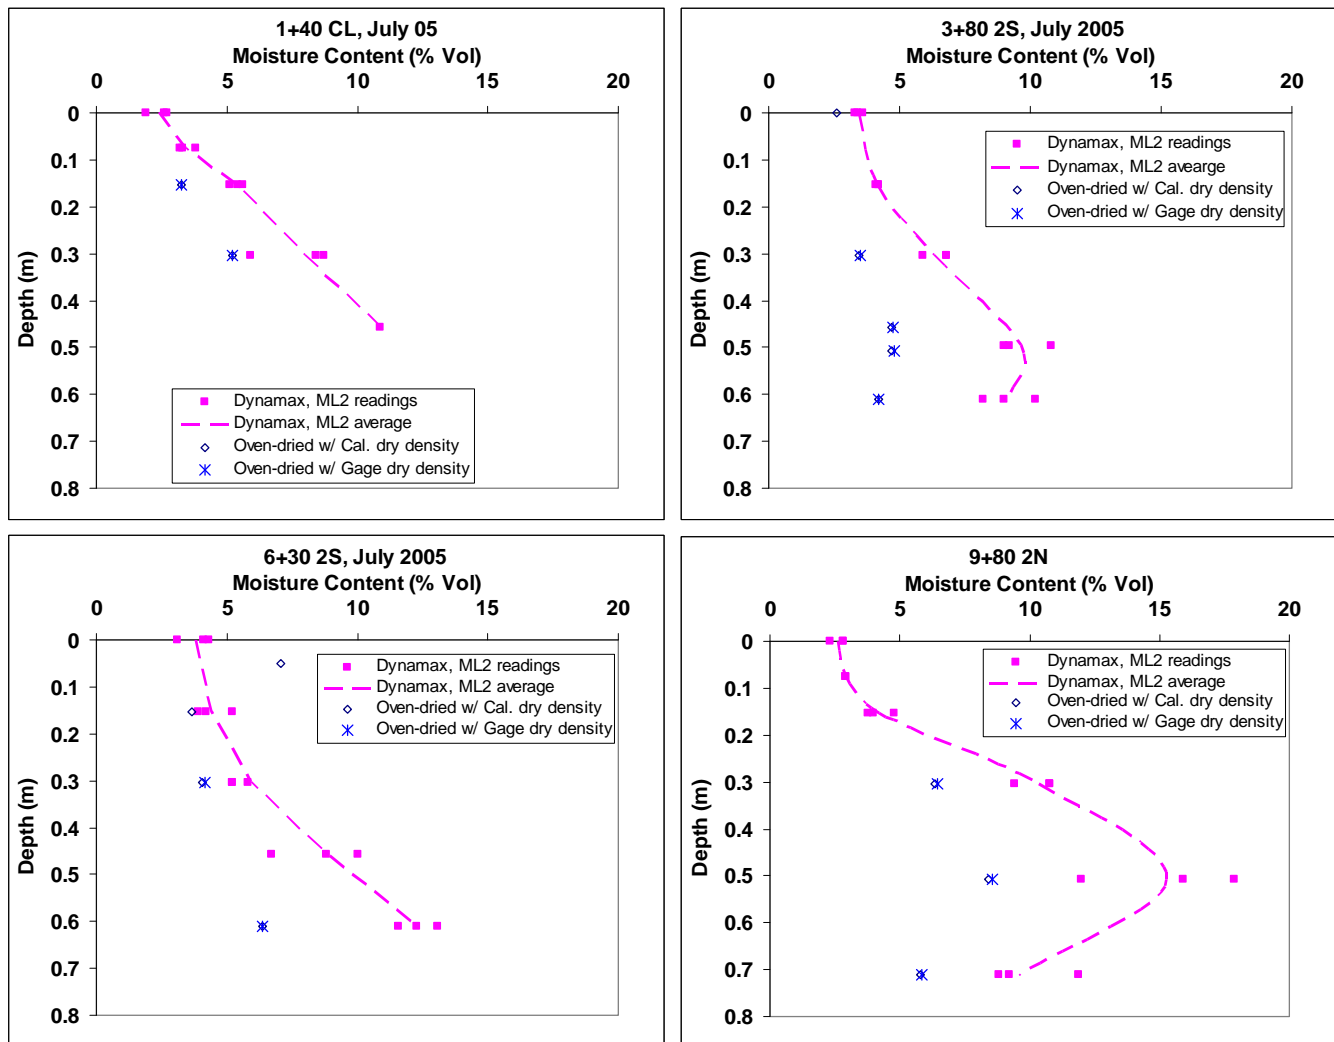 1+40 CL, July 05
Moisture Content (% Vol)
0 5 10 15 20
0
0.1
0.2
0.3
0.4
0.5
0.6
0.7
0.8
Depth (m)
Dynamax, ML2 readings
Dynamax, ML2 average
Oven-dried w/ Cal. dry density
Oven-dried w/ Gage dry density
3+80 2S, July 2005
Moisture Content (% Vol)
0 5 10 15 20
0
0.1
0.2
0.3
0.4
0.5
0.6
0.7
0.8
Depth (m)
Dynamax, ML2 readings
Dynamax, ML2 avearge
Oven-dried w/ Cal. dry density
Oven-dried w/ Gage dry density
6+30 2S, July 2005
Moisture Content (% Vol)
0 5 10 15 20
0
0.1
0.2
0.3
0.4
0.5
0.6
0.7
0.8
Depth (m)
Dynamax, ML2 readings
Dynamax, ML2 average
Oven-dried w/ Cal. dry density
Oven-dried w/ Gage dry density
9+80 2N
Moisture Content (% Vol)
0 5 10 15 20
0
0.1
0.2
0.3
0.4
0.5
0.6
0.7
0.8
Depth (m)
Dynamax, ML2 readings
Dynamax, ML2 average
Oven-dried w/ Cal. dry density
Oven-dried w/ Gage dry density